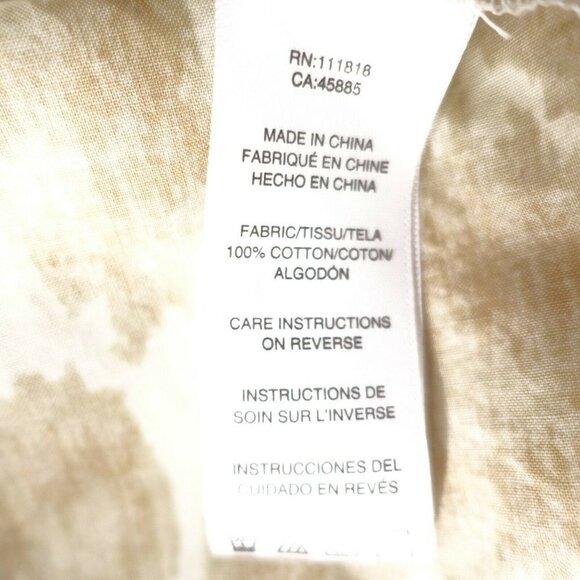 RN:111818
CA:45885
MADE IN CHINA
FABRIQUÉ EN CHINE
HECHO EN CHINA
FABRIC/TISSU/TELA
100% COTTON/COTON/
ALGODÓN
CARE INSTRUCTIONS
ON REVERSE
INSTRUCTIONS DE
SOIN SUR L'INVERSE
INSTRUCCIONES DEL
CUIDADO EN REVÉS